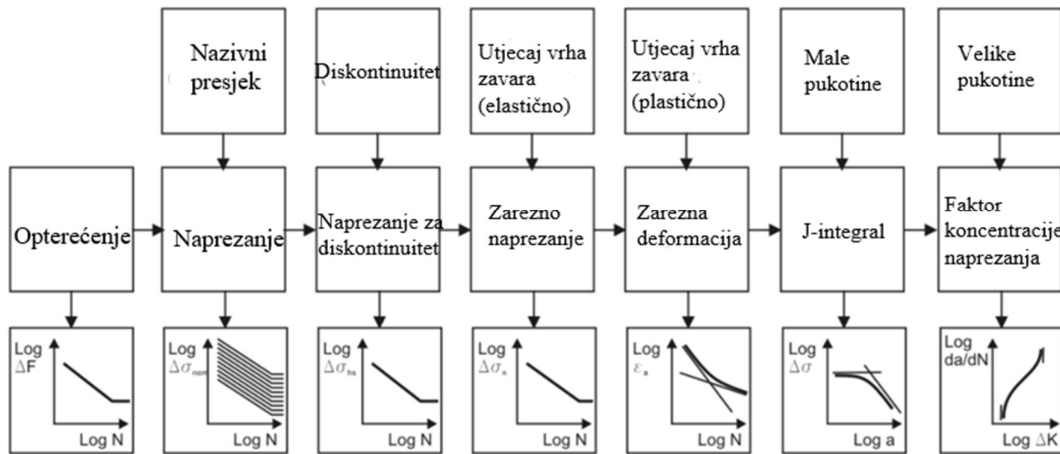 Nazivni
presjek
Diskontinuitet
Utjecaj vrha
zavara
(elastično)
Utjecaj vrha
zavara
(plastično)
Male
pukotine
Velike
pukotine
Opterećenje
Naprezanje
Naprezanje za
diskontinuitet
Zarezno
naprezanje
Zarezna
deformacija
J-integral
Faktor
koncentracije
naprezanja
Log
ΔF
Log N
Log
Δσnom
Log N
Log
Δσhs
Log N
Log
Δσn
Log N
Log
εa
Log N
Log
Δσ
Log a
Log
da/dN
Log ΔK